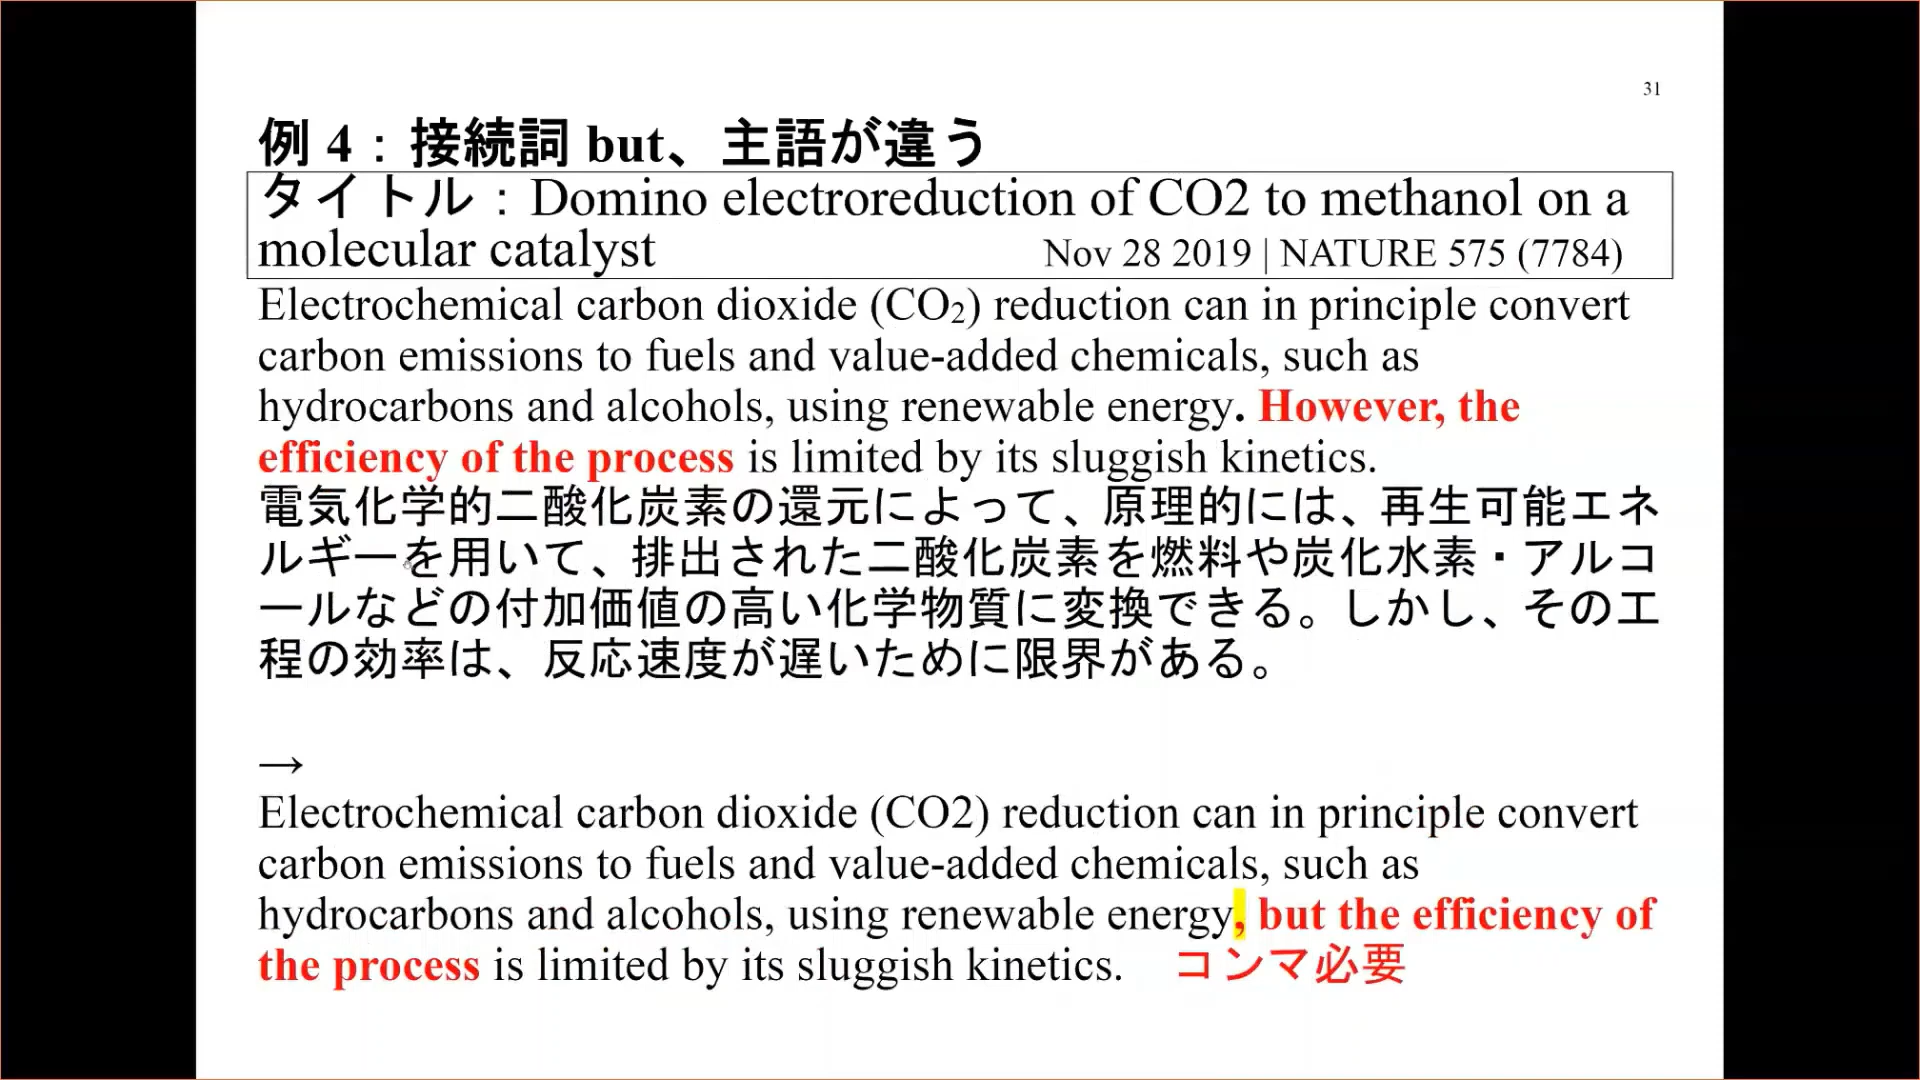 31
例 4：接続詞 but、主語が違う
タイトル：Domino electroreduction of CO2 to methanol on a
molecular catalyst Nov 28 2019 | NATURE 575 (7784)
Electrochemical carbon dioxide (CO₂) reduction can in principle convert
carbon emissions to fuels and value-added chemicals, such as
hydrocarbons and alcohols, using renewable energy. However, the
efficiency of the process is limited by its sluggish kinetics.
電気化学的二酸化炭素の還元によって、原理的には、再生可能エネ
ルギーを用いて、排出された二酸化炭素を燃料や炭化水素・アルコ
ールなどの付加価値の高い化学物質に変換できる。しかし、その工
程の効率は、反応速度が遅いために限界がある。
→
Electrochemical carbon dioxide (CO2) reduction can in principle convert
carbon emissions to fuels and value-added chemicals, such as
hydrocarbons and alcohols, using renewable energy, but the efficiency of
the process is limited by its sluggish kinetics. コンマ必要